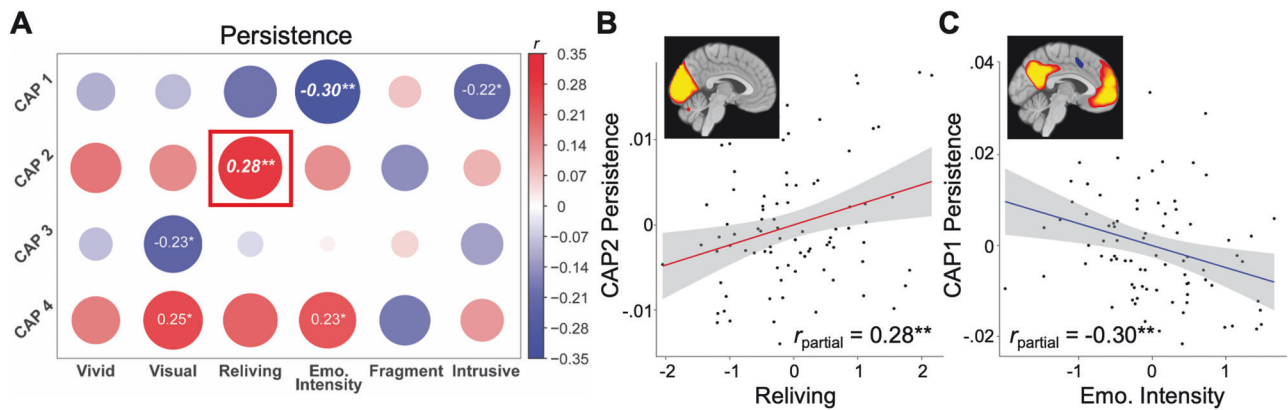 A
Persistence
r
CAP 1
-0.30**
-0.22*
CAP 2
0.28**
CAP 3
-0.23*
CAP 4
0.25*
0.23*
Vivid
Visual
Reliving
Emo.
Intensity
Fragment
Intrusive
0.35
0.28
0.21
0.14
0.07
0
-0.07
-0.14
-0.21
-0.28
-0.35
B
CAP2 Persistence
.01
0
-.01
rpartial = 0.28**
-2
-1
0
1
2
Reliving
C
CAP1 Persistence
.04
.02
0
-.02
rpartial = -0.30**
-1
0
1
Emo. Intensity